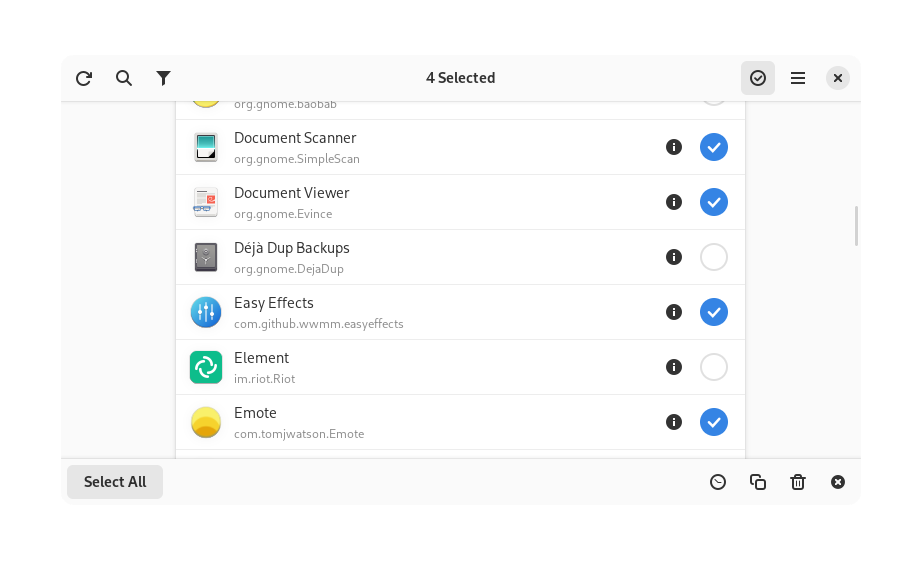 4 Selected
org.gnome.baobab
Document Scanner
org.gnome.SimpleScan
Document Viewer
org.gnome.Evince
Déjà Dup Backups
org.gnome.DejaDup
Easy Effects
com.github.wwmm.easyeffects
Element
im.riot.Riot
Emote
com.tomjwatson.Emote
Select All